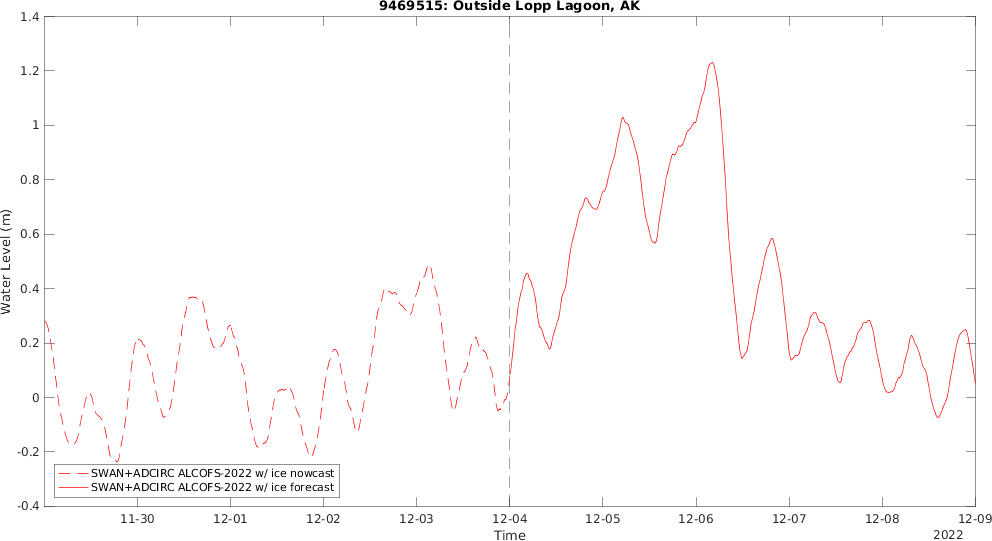 9469515: Outside Lopp Lagoon, AK
1.4
1.2
1
0.8
0.6
0.4
0.2
0
-0.2
-0.4
Water Level (m)
SWAN+ADCIRC ALCOFS-2022 w/ ice nowcast
SWAN+ADCIRC ALCOFS-2022 w/ ice forecast
11-30 12-01 12-02 12-03 12-04 12-05 12-06 12-07 12-08 12-09
Time
2022